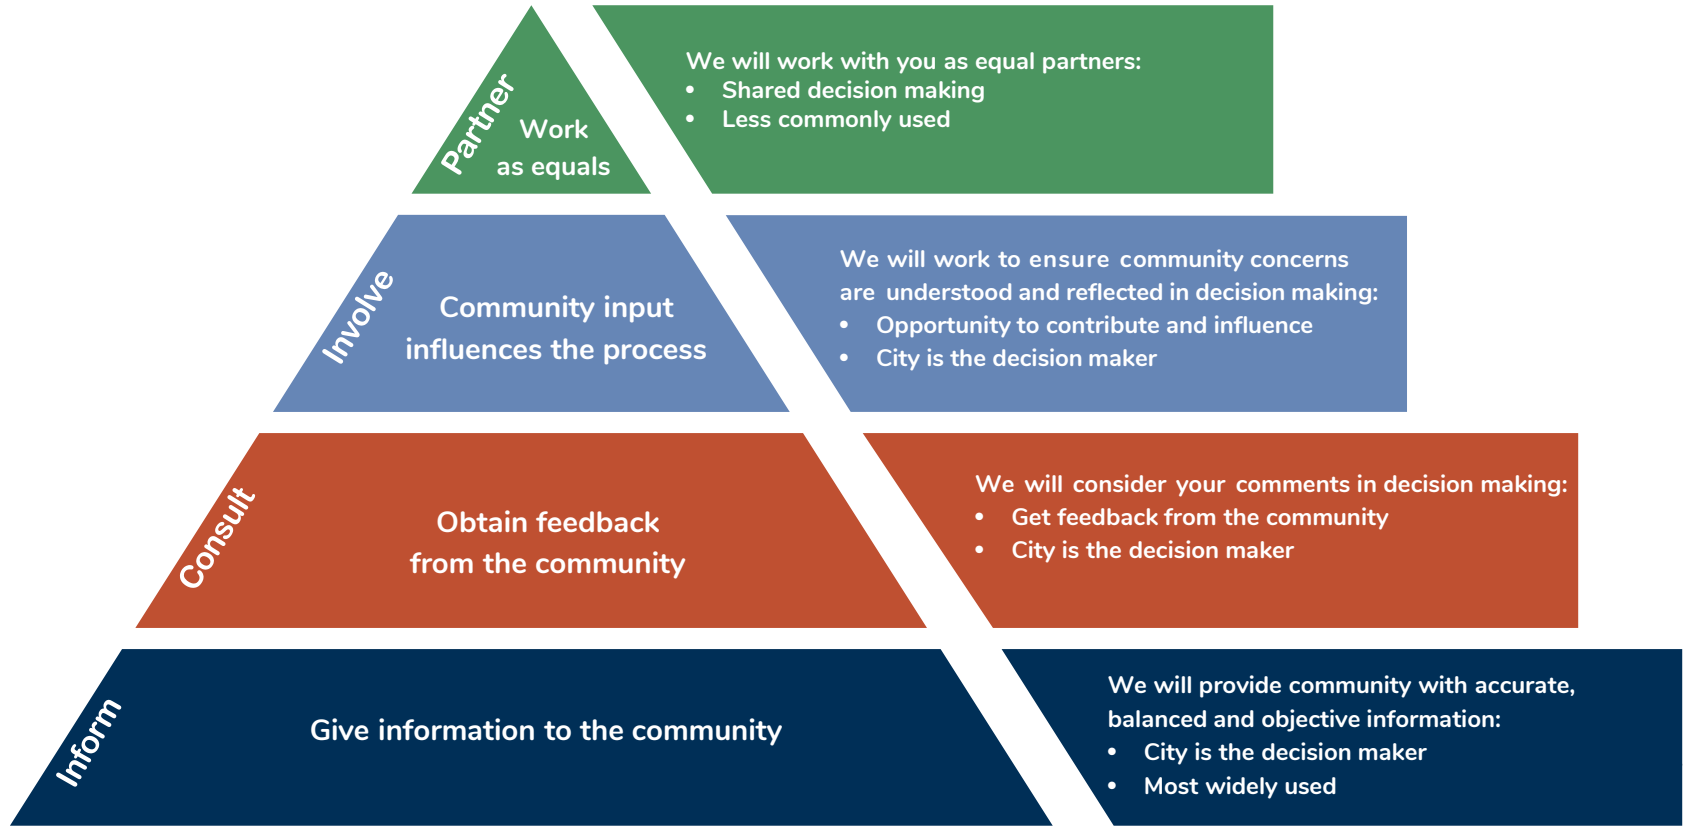 Partner
Work
as equals
We will work with you as equal partners:
• Shared decision making
• Less commonly used
Involve
Community input
influences the process
We will work to ensure community concerns
are understood and reflected in decision making:
• Opportunity to contribute and influence
• City is the decision maker
Consult
Obtain feedback
from the community
We will consider your comments in decision making:
• Get feedback from the community
• City is the decision maker
Inform
Give information to the community
We will provide community with accurate,
balanced and objective information:
• City is the decision maker
• Most widely used